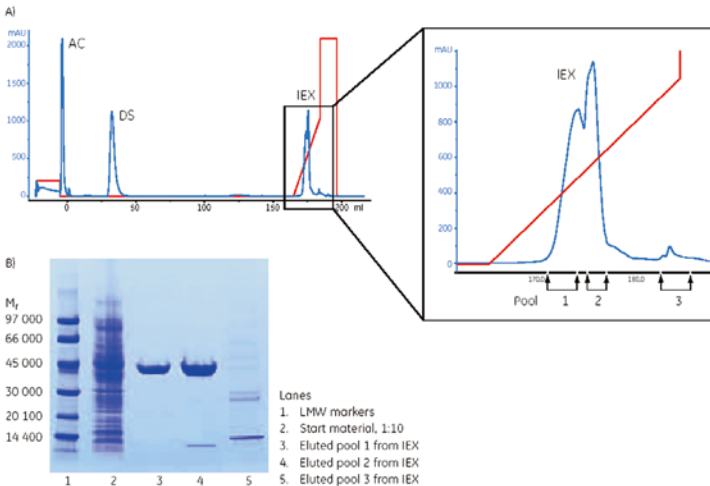 A)
mAU
2000
1500
1000
500
0
AC
DS
IEX
0
50
100
150
200
ml
mAU
1000
800
600
400
200
0
IEX
170.0
180.0
Pool
1
2
3
B)
Mr
97 000
66 000
45 000
30 000
20 100
14 400
1
2
3
4
5
Lanes
1. LMW markers
2. Start material, 1:10
3. Eluted pool 1 from IEX
4. Eluted pool 2 from IEX
5. Eluted pool 3 from IEX